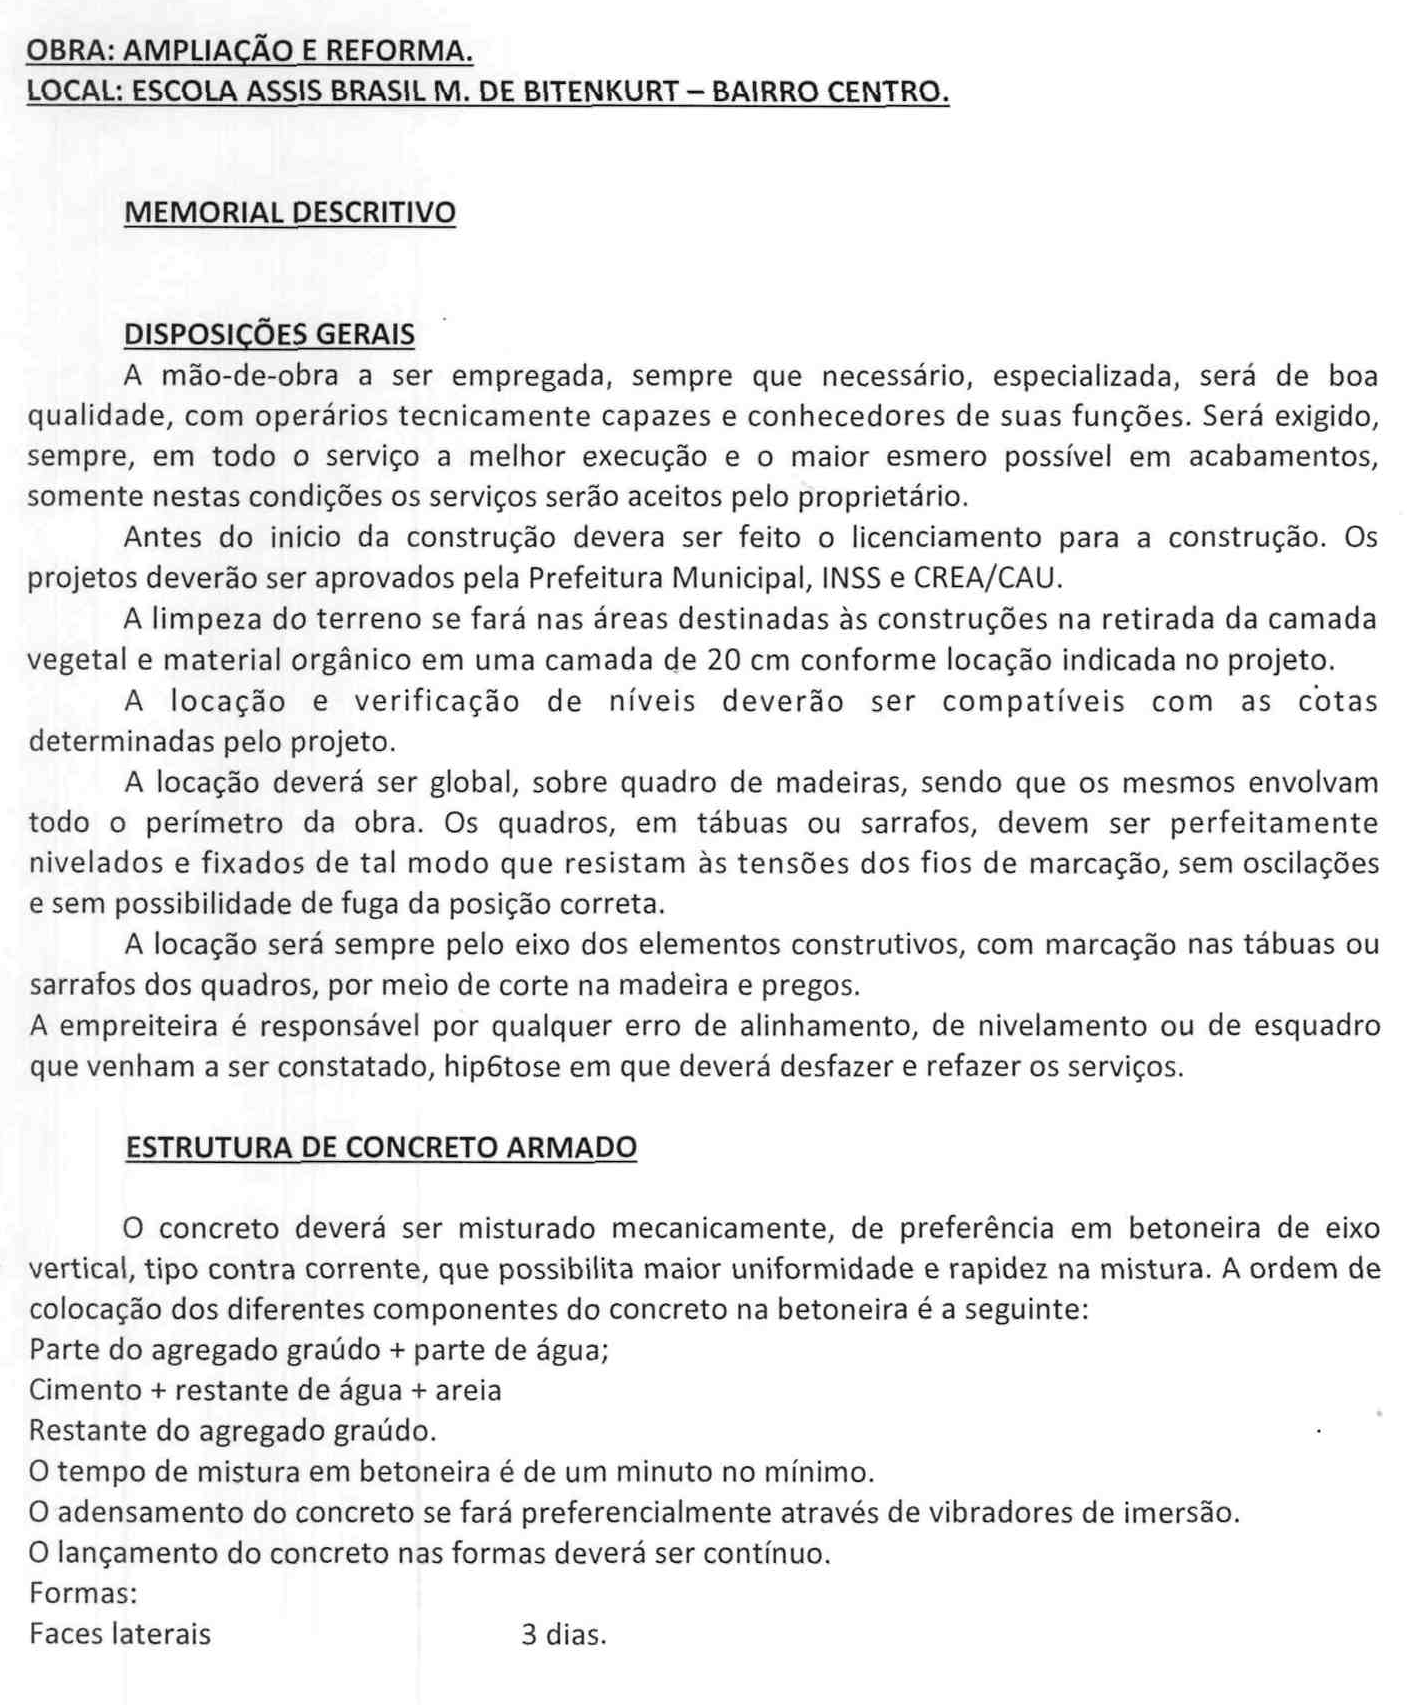 OBRA: AMPLIAÇÃO E REFORMA.
LOCAL: ESCOLA ASSIS BRASIL M. DE BITENKURT – BAIRRO CENTRO.
MEMORIAL DESCRITIVO
DISPOSIÇÕES GERAIS
A mão-de-obra a ser empregada, sempre que necessário, especializada, será de boa
qualidade, com operários tecnicamente capazes e conhecedores de suas funções. Será exigido,
sempre, em todo o serviço a melhor execução e o maior esmero possível em acabamentos,
somente nestas condições os serviços serão aceitos pelo proprietário.
Antes do início da construção devera ser feito o licenciamento para a construção. Os
projetos deverão ser aprovados pela Prefeitura Municipal, INSS e CREA/CAU.
A limpeza do terreno se fará nas áreas destinadas às construções na retirada da camada
vegetal e material orgânico em uma camada de 20 cm conforme locação indicada no projeto.
A locação e verificação de níveis deverão ser compatíveis com as cotas
determinadas pelo projeto.
A locação deverá ser global, sobre quadro de madeiras, sendo que os mesmos envolvam
todo o perímetro da obra. Os quadros, em tábuas ou sarrafos, devem ser perfeitamente
nivelados e fixados de tal modo que resistam às tensões dos fios de marcação, sem oscilações
e sem possibilidade de fuga da posição correta.
A locação será sempre pelo eixo dos elementos construtivos, com marcação nas tábuas ou
sarrafos dos quadros, por meio de corte na madeira e pregos.
A empreiteira é responsável por qualquer erro de alinhamento, de nivelamento ou de esquadro
que venham a ser constatado, hip6tose em que deverá desfazer e refazer os serviços.
ESTRUTURA DE CONCRETO ARMADO
O concreto deverá ser misturado mecanicamente, de preferência em betoneira de eixo
vertical, tipo contra corrente, que possibilita maior uniformidade e rapidez na mistura. A ordem de
colocação dos diferentes componentes do concreto na betoneira é a seguinte:
Parte do agregado graúdo + parte de água;
Cimento + restante de água + areia
Restante do agregado graúdo.
O tempo de mistura em betoneira é de um minuto no mínimo.
O adensamento do concreto se fará preferencialmente através de vibradores de imersão.
O lançamento do concreto nas formas deverá ser contínuo.
Formas:
Faces laterais 3 dias.